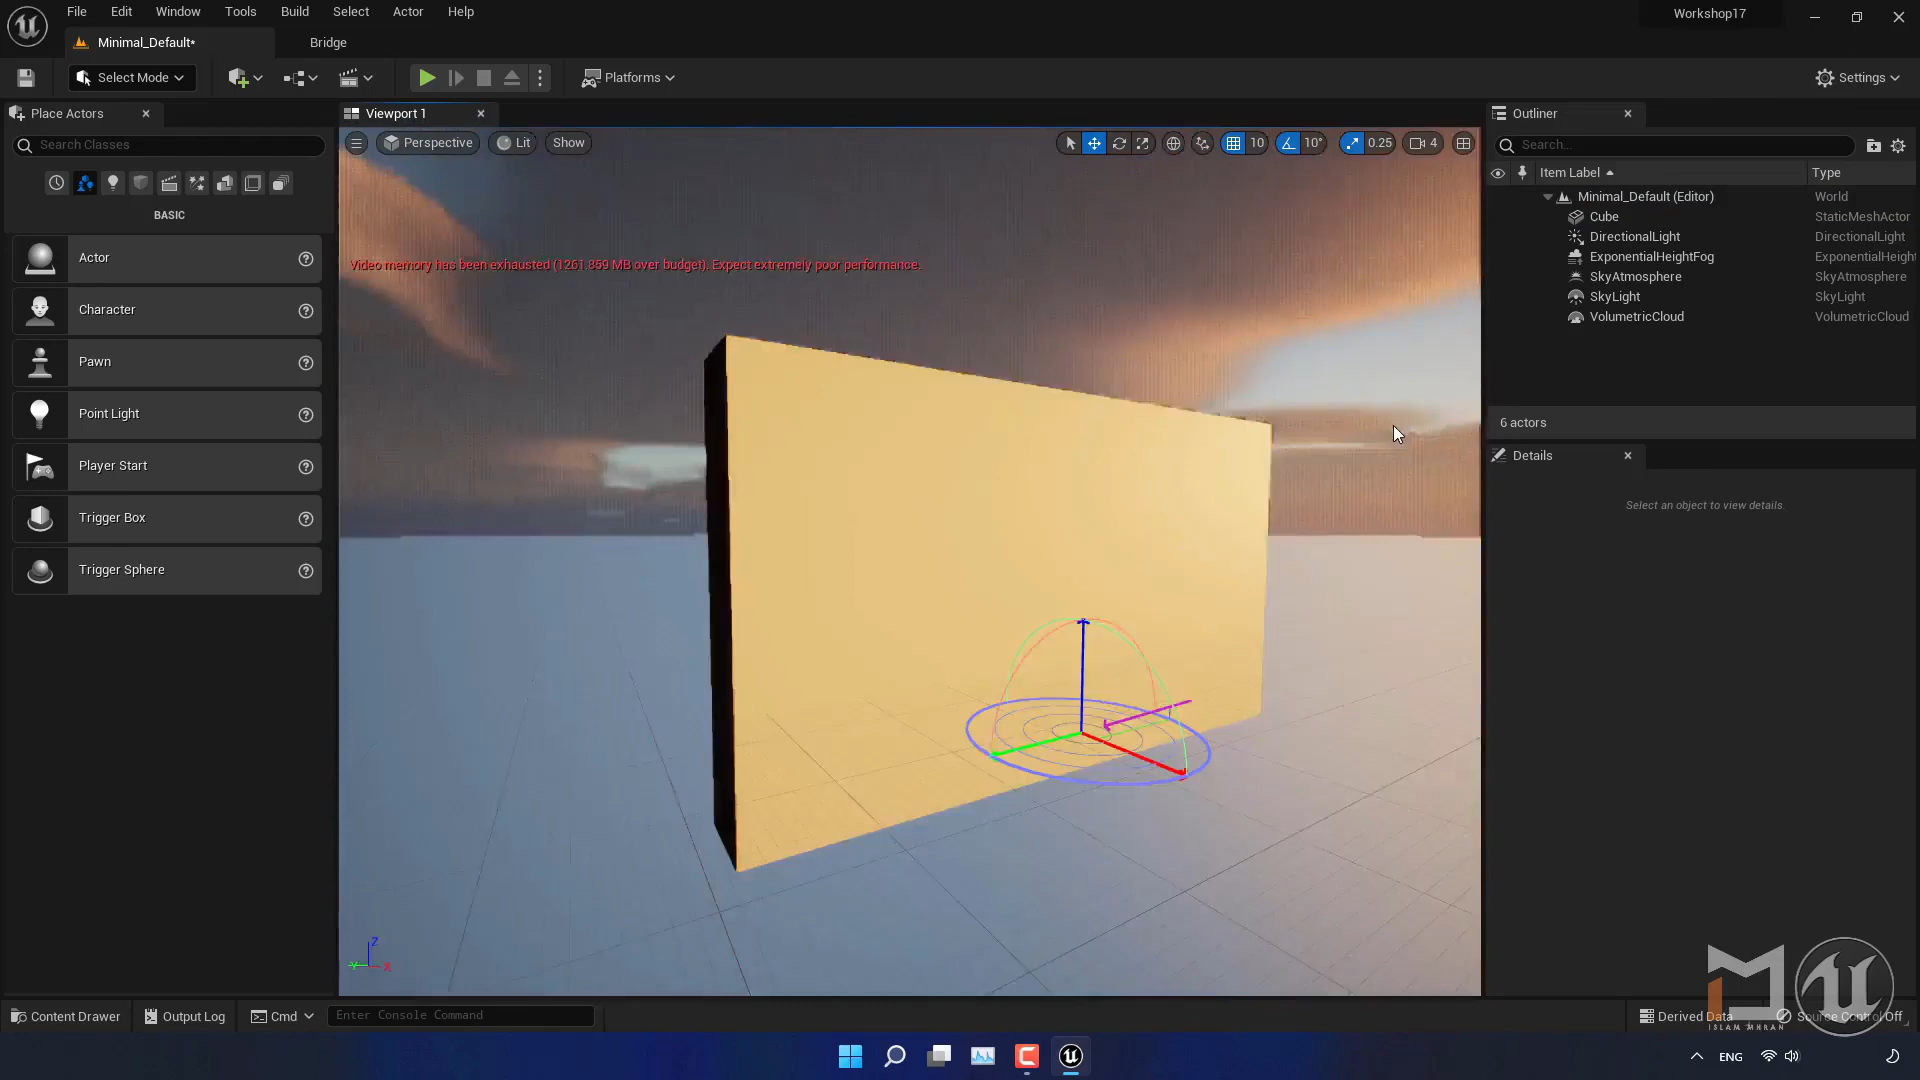 File Edit Window Tools Build Select Actor Help
Workshop17
Minimal_Default*
Bridge
Select Mode
Platforms
Settings
Place Actors
Viewport 1
Outliner
Search Classes
Perspective
Lit
Show
10
10°
0.25
4
Search...
Item Label
Type
BASIC
Minimal_Default (Editor)
World
Cube
StaticMeshActor
DirectionalLight
DirectionalLight
ExponentialHeightFog
ExponentialHeight
SkyAtmosphere
SkyAtmosphere
SkyLight
SkyLight
VolumetricCloud
VolumetricCloud
Actor
Character
Pawn
Point Light
Player Start
Trigger Box
Trigger Sphere
Video memory has been exhausted (1261.859 MB over budget). Expect extremely poor performance.
6 actors
Details
Select an object to view details.
Z
Y
X
Content Drawer
Output Log
Cmd
Enter Console Command
Derived Data
Source Control Off
ISLAM MHRAN
ENG